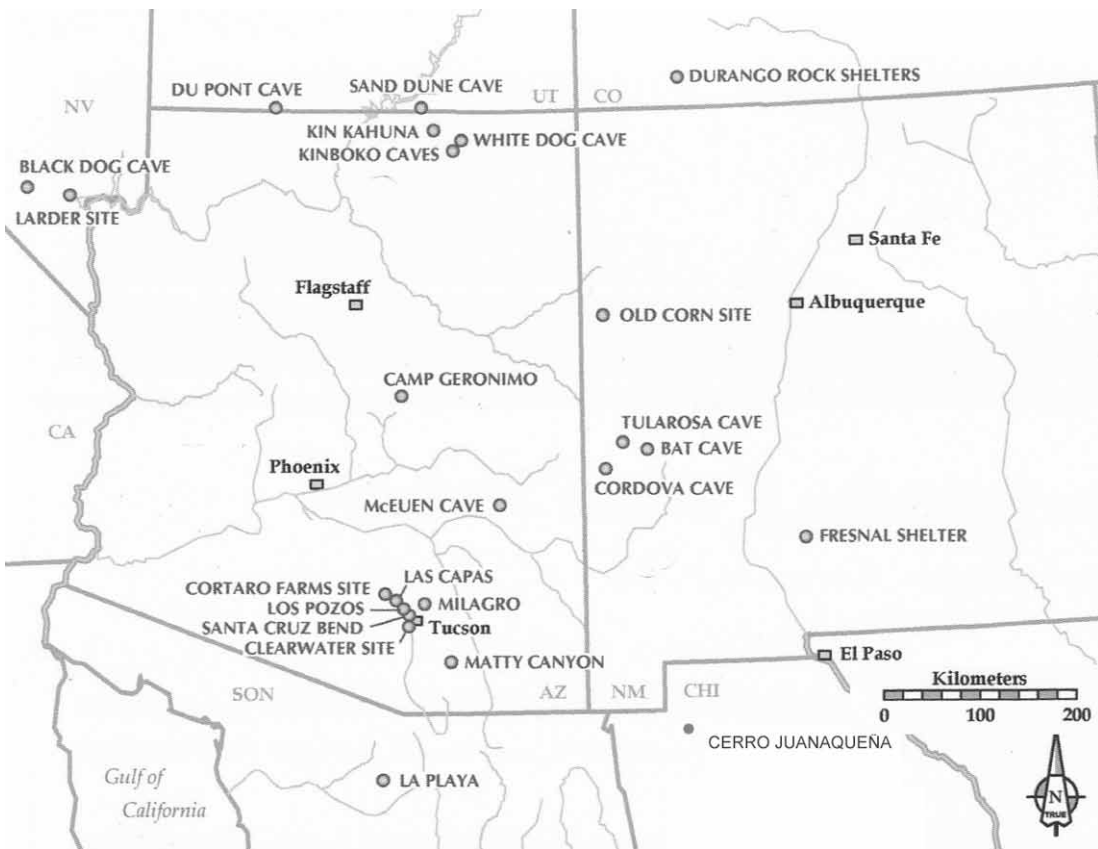 DURANGO ROCK SHELTERS
DU PONT CAVE
SAND DUNE CAVE
NV
UT
CO
KIN KAHUNA
WHITE DOG CAVE
KINBOKO CAVES
BLACK DOG CAVE
LARDER SITE
Santa Fe
Flagstaff
Albuquerque
OLD CORN SITE
CAMP GERONIMO
CA
TULAROSA CAVE
BAT CAVE
Phoenix
CORDOVA CAVE
McEUEN CAVE
FRESNAL SHELTER
LAS CAPAS
CORTARO FARMS SITE
LOS POZOS
MILAGRO
SANTA CRUZ BEND
Tucson
CLEARWATER SITE
El Paso
MATTY CANYON
SON
AZ
NM
CHI
Kilometers
0 100 200
CERRO JUANAQUEÑA
Gulf of
California
LA PLAYA
N
TRUE